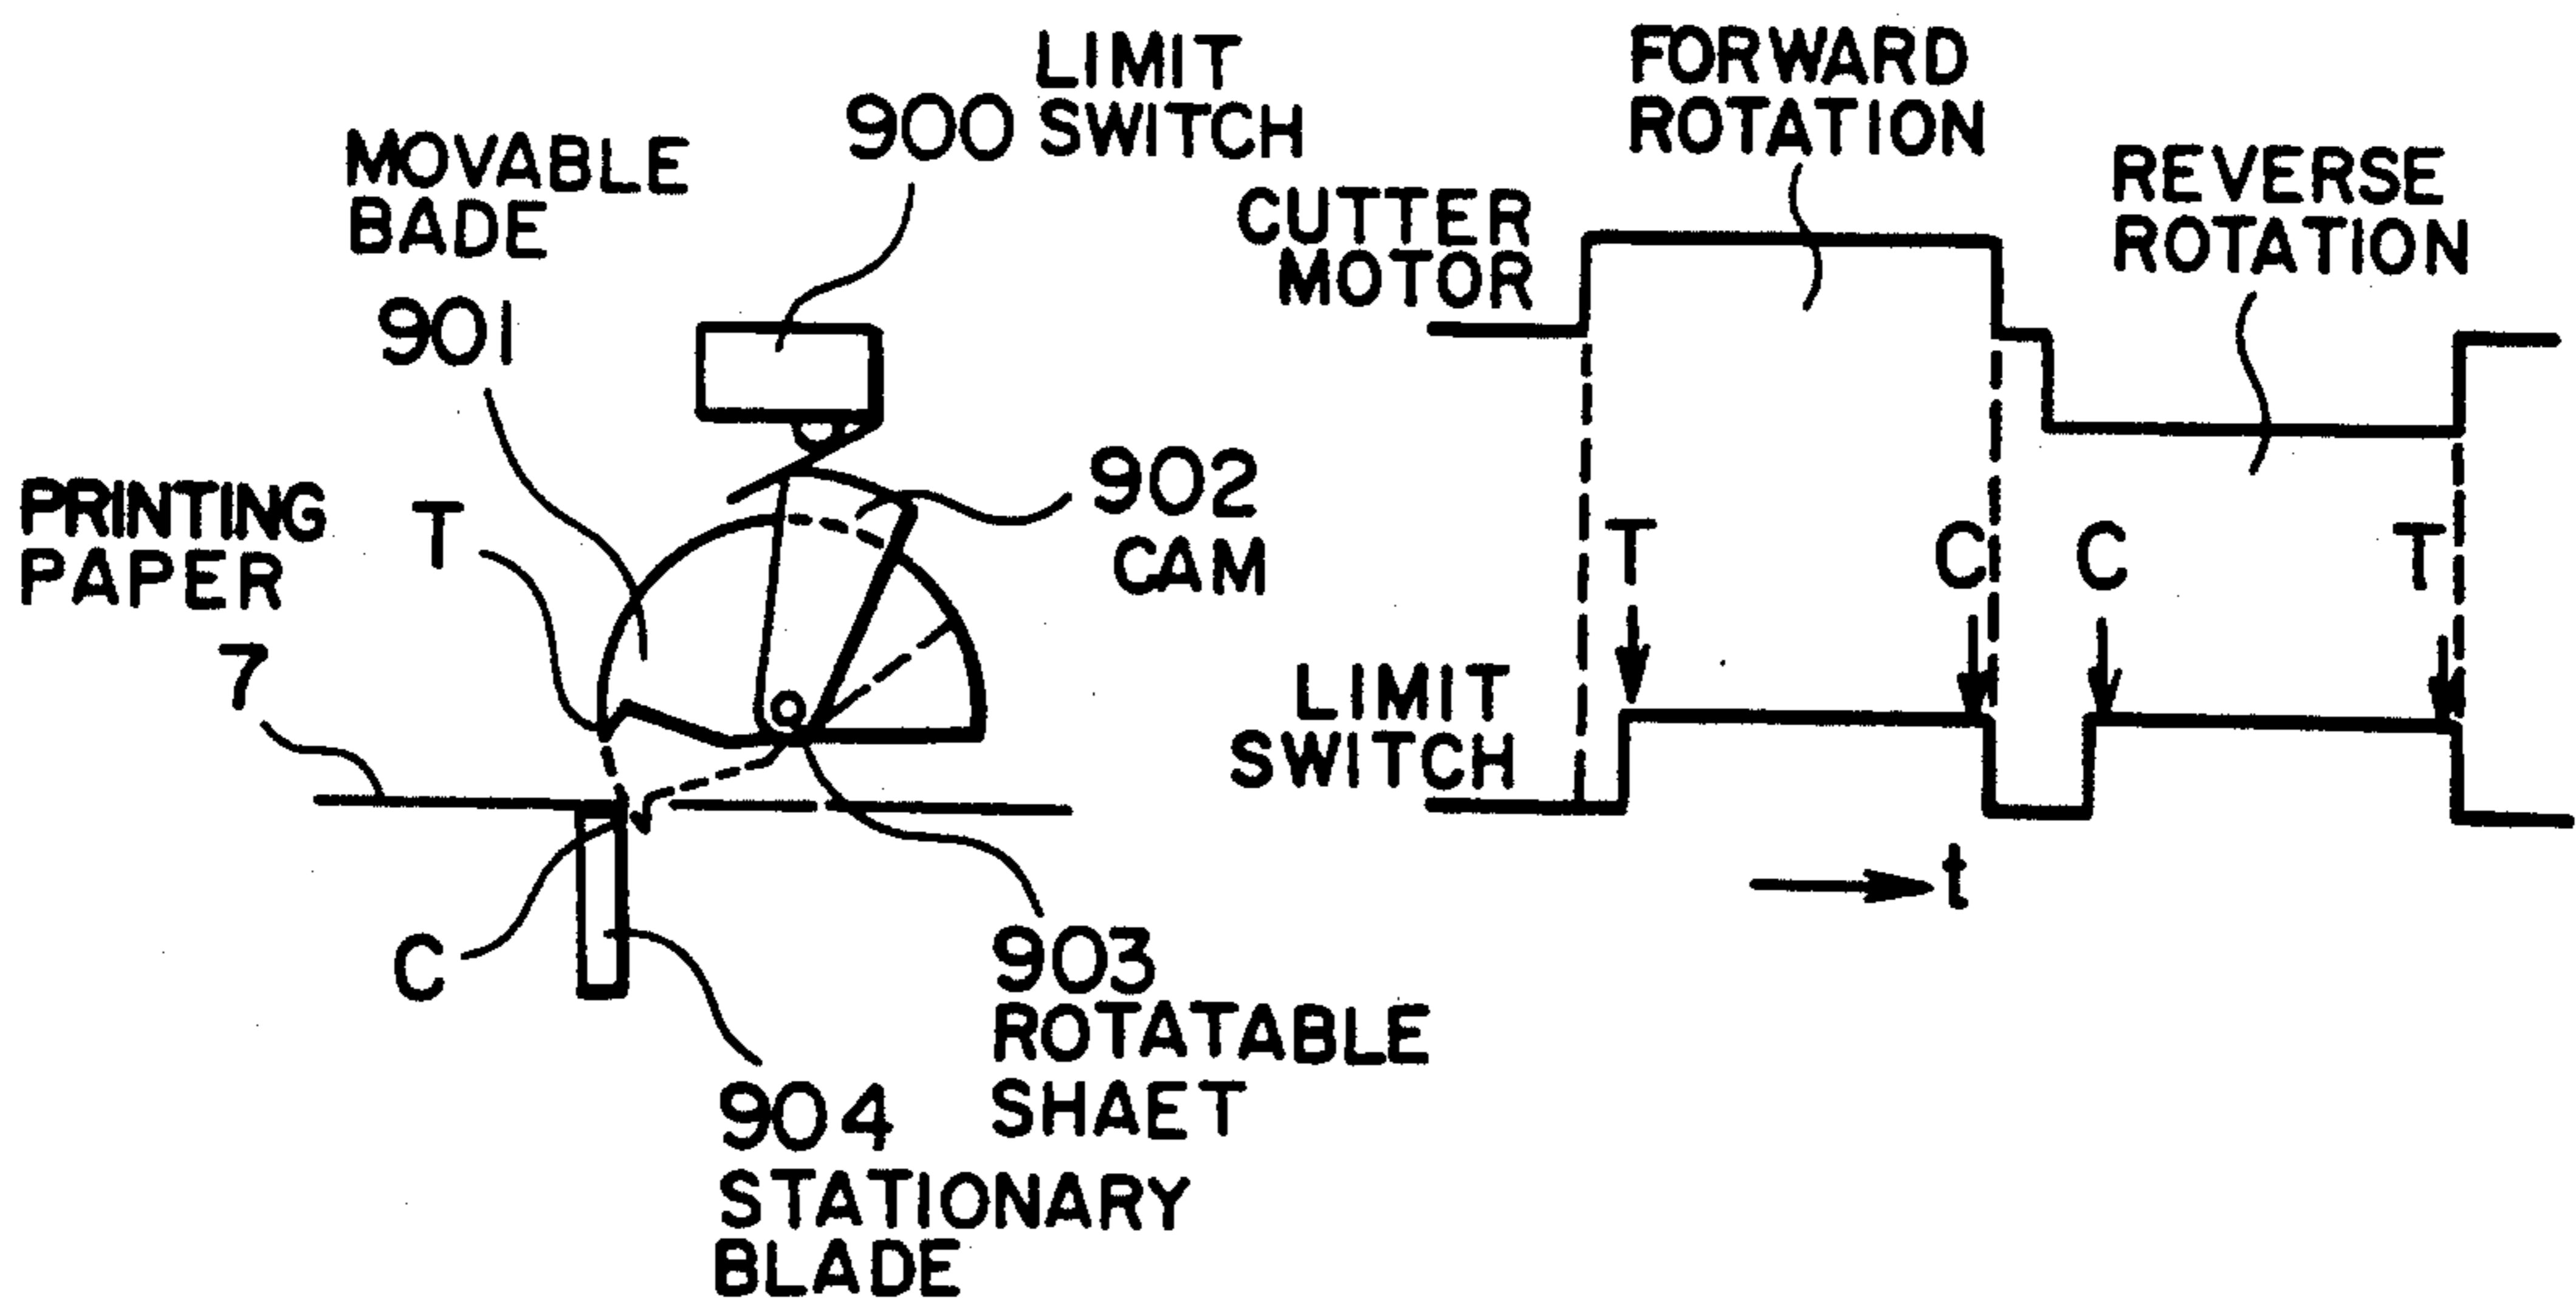 LIMIT
900 SWITCH
MOVABLE
BADE
901
PRINTING
PAPER
7
T
902
CAM
C
903
ROTATABLE
SHAET
904
STATIONARY
BLADE
FORWARD
ROTATION
REVERSE
ROTATION
CUTTER
MOTOR
T
C
C
T
LIMIT
SWITCH
t